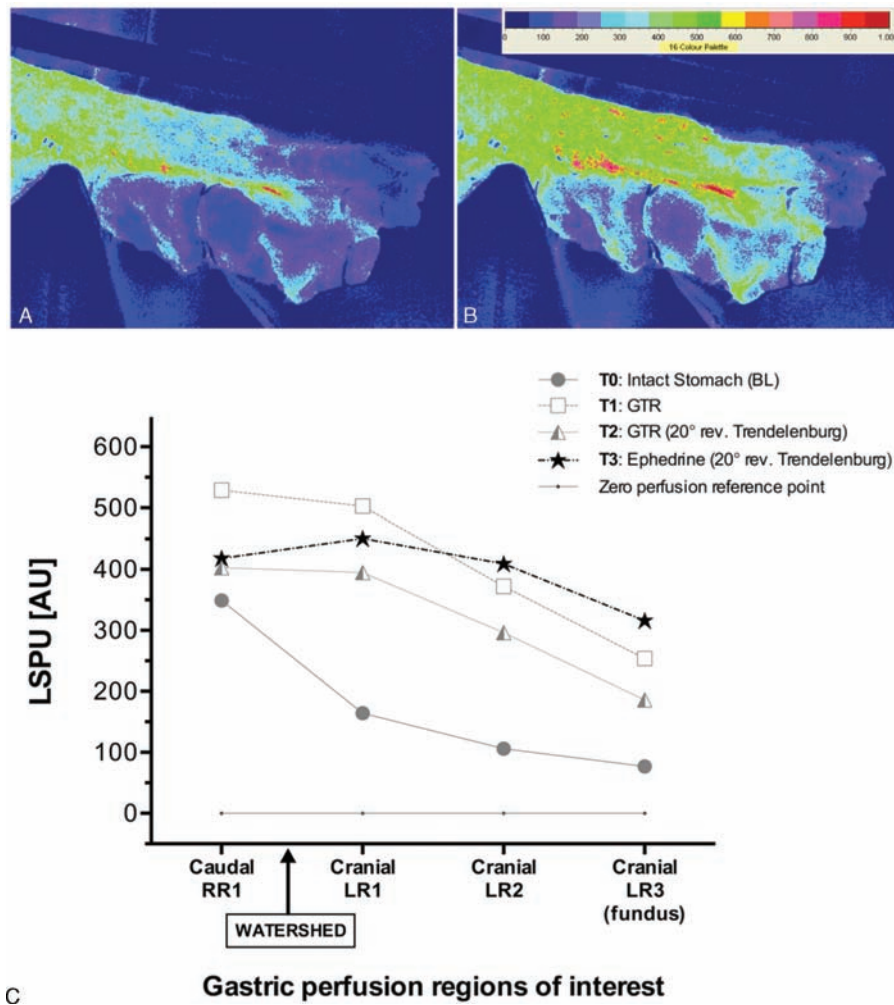 0 100 200 300 400 500 600 700 800 900 1.00
16 Colour Palette
A
B
T0: Intact Stomach (BL)
T1: GTR
T2: GTR (20° rev. Trendelenburg)
T3: Ephedrine (20° rev. Trendelenburg)
Zero perfusion reference point
600
500
400
300
200
100
0
LSPU [AU]
Caudal
RR1
Cranial
LR1
Cranial
LR2
Cranial
LR3
(fundus)
WATERSHED
C
Gastric perfusion regions of interest